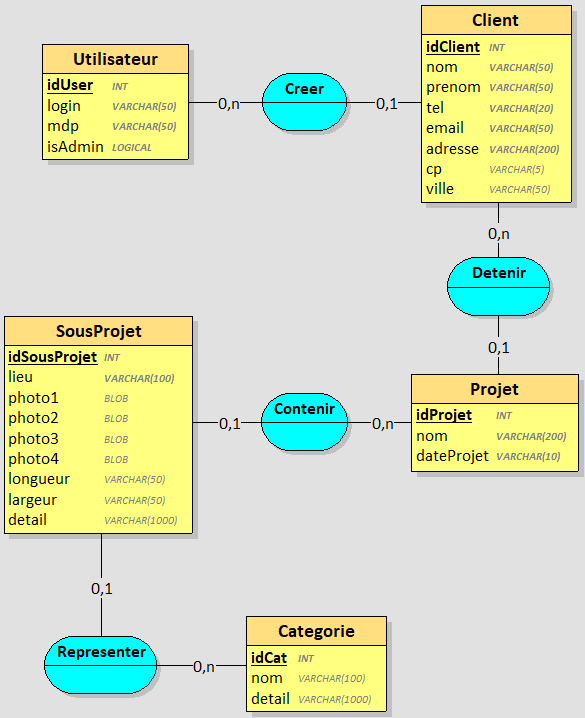 Client
idClient INT
nom VARCHAR(50)
prenom VARCHAR(50)
tel VARCHAR(20)
email VARCHAR(50)
adresse VARCHAR(200)
cp VARCHAR(5)
ville VARCHAR(50)
Utilisateur
idUser INT
login VARCHAR(50)
mdp VARCHAR(50)
isAdmin LOGICAL
0,n
Creer
0,1
0,n
Detenir
0,1
SousProjet
idSousProjet INT
lieu VARCHAR(100)
photo1 BLOB
photo2 BLOB
photo3 BLOB
photo4 BLOB
longueur VARCHAR(50)
largeur VARCHAR(50)
detail VARCHAR(1000)
0,1
Contenir
0,n
Projet
idProjet INT
nom VARCHAR(200)
dateProjet VARCHAR(10)
0,1
Representer
0,n
Categorie
idCat INT
nom VARCHAR(100)
detail VARCHAR(1000)